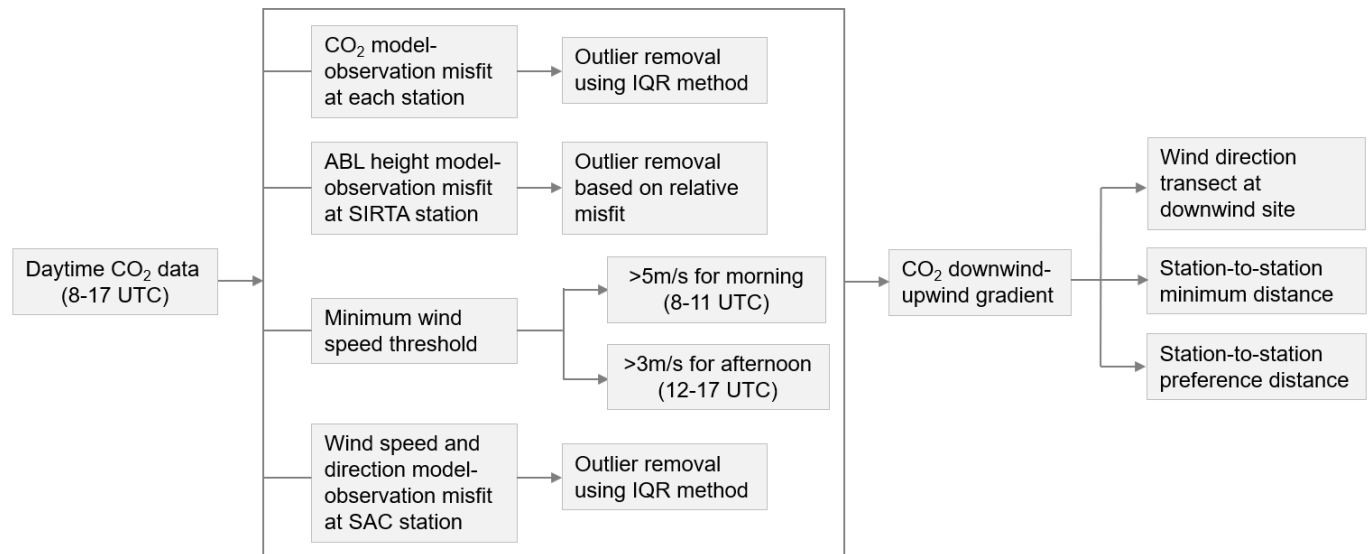 Daytime CO₂ data
(8-17 UTC)
CO₂ model-
observation misfit
at each station
Outlier removal
using IQR method
ABL height model-
observation misfit
at SIRTA station
Outlier removal
based on relative
misfit
Minimum wind
speed threshold
>5m/s for morning
(8-11 UTC)
>3m/s for afternoon
(12-17 UTC)
Wind speed and
direction model-
observation misfit
at SAC station
Outlier removal
using IQR method
CO₂ downwind-
upwind gradient
Wind direction
transect at
downwind site
Station-to-station
minimum distance
Station-to-station
preference distance